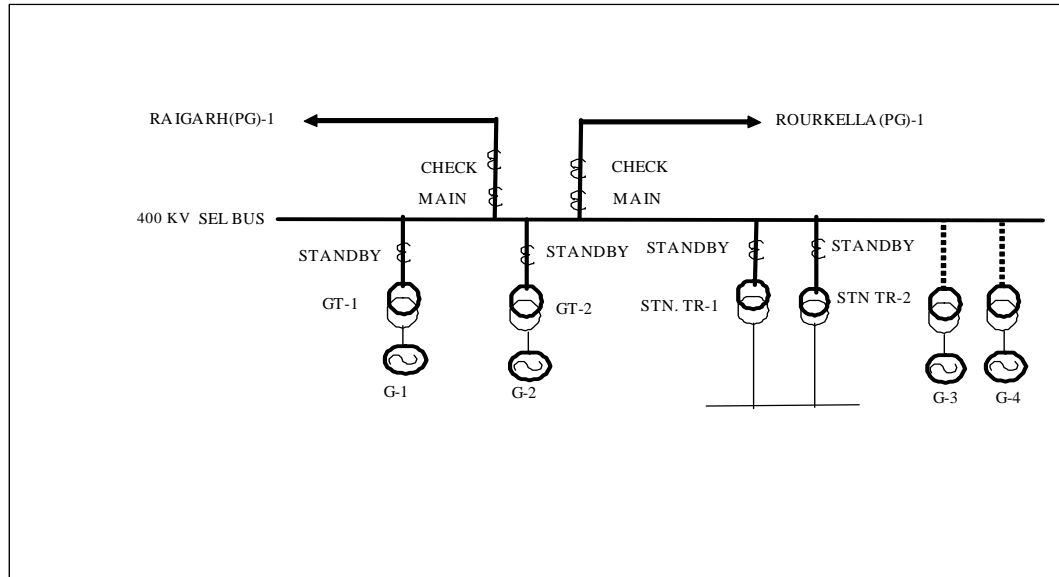 RAIGARH(PG)-1
ROURKELLA(PG)-1
CHECK
CHECK
MAIN
MAIN
400 KV SEL BUS
STANDBY
STANDBY
STANDBY
STANDBY
GT-1
GT-2
STN. TR-1
STN TR-2
G-1
G-2
G-3
G-4